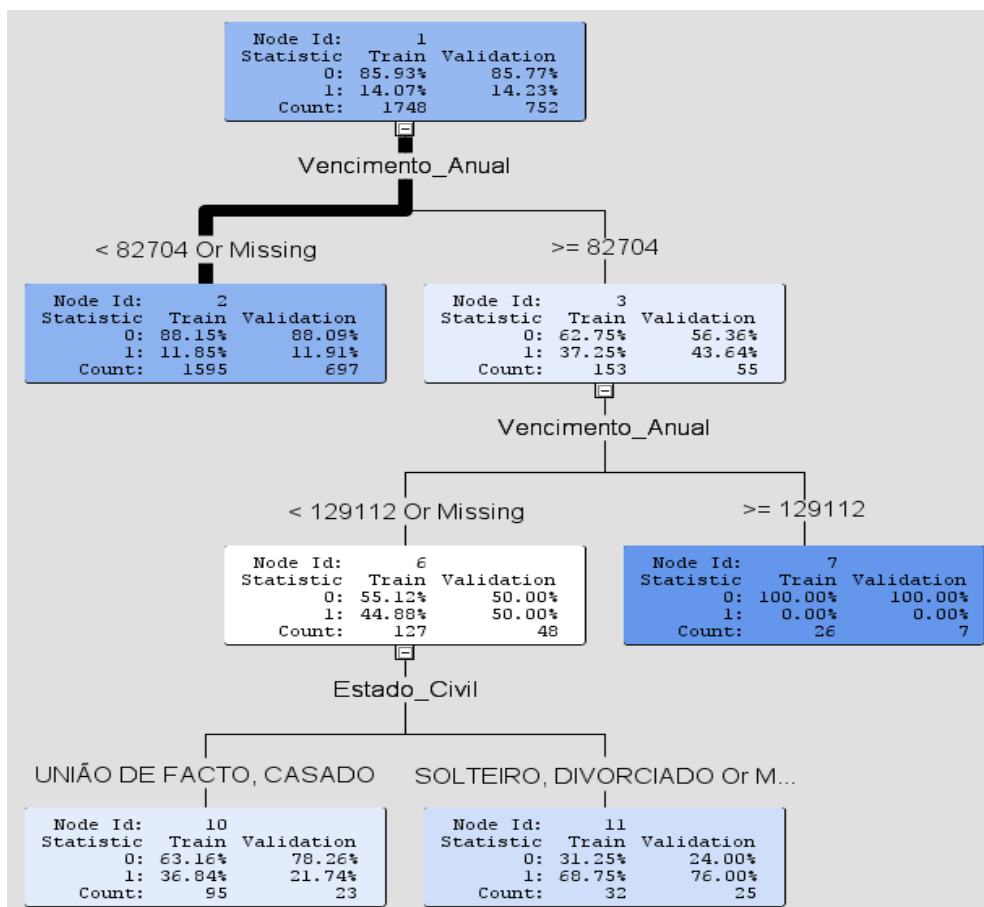 Node Id: 1
Statistic Train Validation
0: 85.93% 85.77%
1: 14.07% 14.23%
Count: 1748 752
Vencimento_Anual
< 82704 Or Missing
>= 82704
Node Id: 2
Statistic Train Validation
0: 88.15% 88.09%
1: 11.85% 11.91%
Count: 1595 697
Node Id: 3
Statistic Train Validation
0: 62.75% 56.36%
1: 37.25% 43.64%
Count: 153 55
Vencimento_Anual
< 129112 Or Missing
>= 129112
Node Id: 6
Statistic Train Validation
0: 55.12% 50.00%
1: 44.88% 50.00%
Count: 127 48
Node Id: 7
Statistic Train Validation
0: 100.00% 100.00%
1: 0.00% 0.00%
Count: 26 7
Estado_Civil
UNIÃO DE FACTO, CASADO
SOLTEIRO, DIVORCIADO Or M...
Node Id: 10
Statistic Train Validation
0: 63.16% 78.26%
1: 36.84% 21.74%
Count: 95 23
Node Id: 11
Statistic Train Validation
0: 31.25% 24.00%
1: 68.75% 76.00%
Count: 32 25